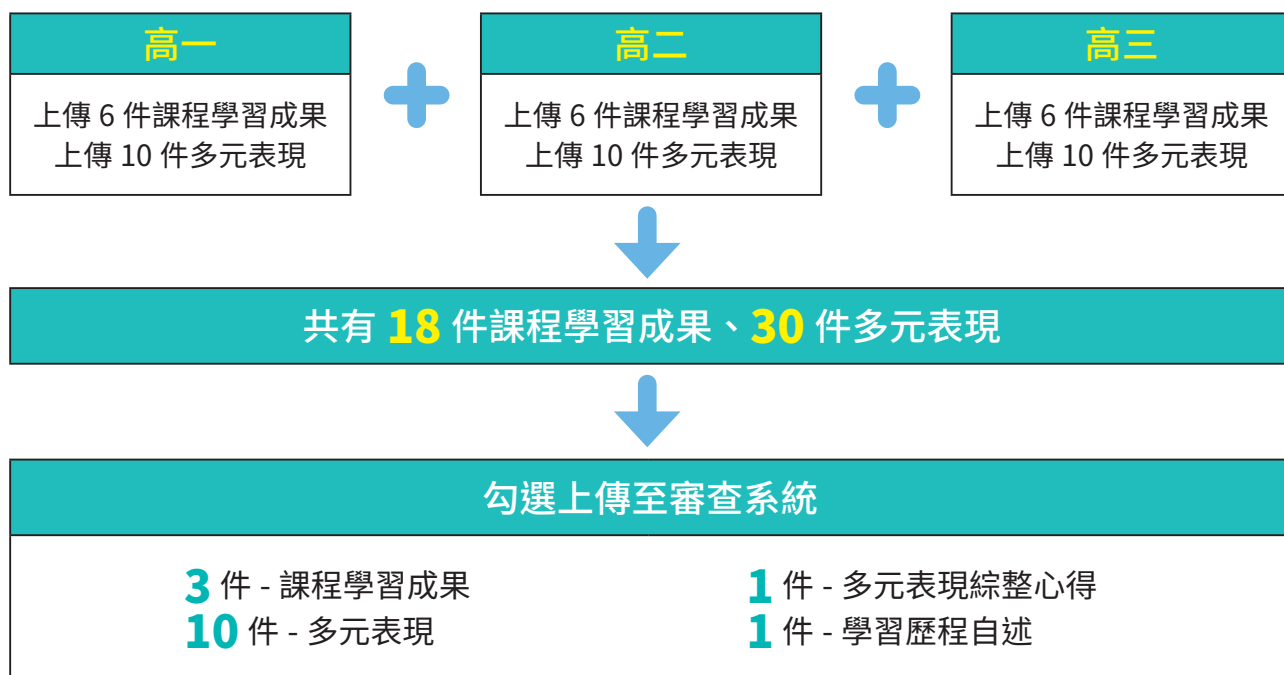 高一
上傳 6 件課程學習成果
上傳 10 件多元表現
高二
上傳 6 件課程學習成果
上傳 10 件多元表現
高三
上傳 6 件課程學習成果
上傳 10 件多元表現
共有 18 件課程學習成果、30 件多元表現
勾選上傳至審查系統
3 件 - 課程學習成果
10 件 - 多元表現
1 件 - 多元表現綜整心得
1 件 - 學習歷程自述